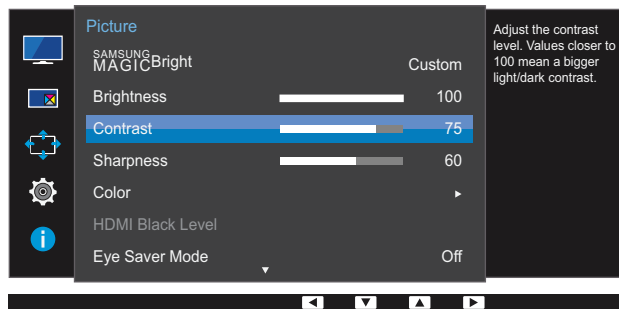 Picture
SAMSUNG
MAGICBright Custom
Brightness 100
Contrast 75
Sharpness 60
Color
HDMI Black Level
Eye Saver Mode Off
Adjust the contrast
level. Values closer to
100 mean a bigger
light/dark contrast.